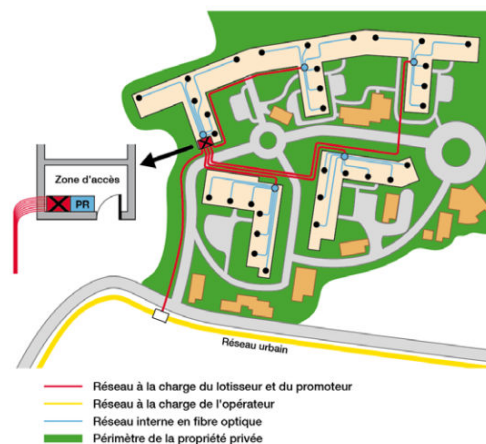 Zone d'accès
PR
Réseau urbain
Réseau à la charge du lotisseur et du promoteur
Réseau à la charge de l'opérateur
Réseau interne en fibre optique
Périmètre de la propriété privée